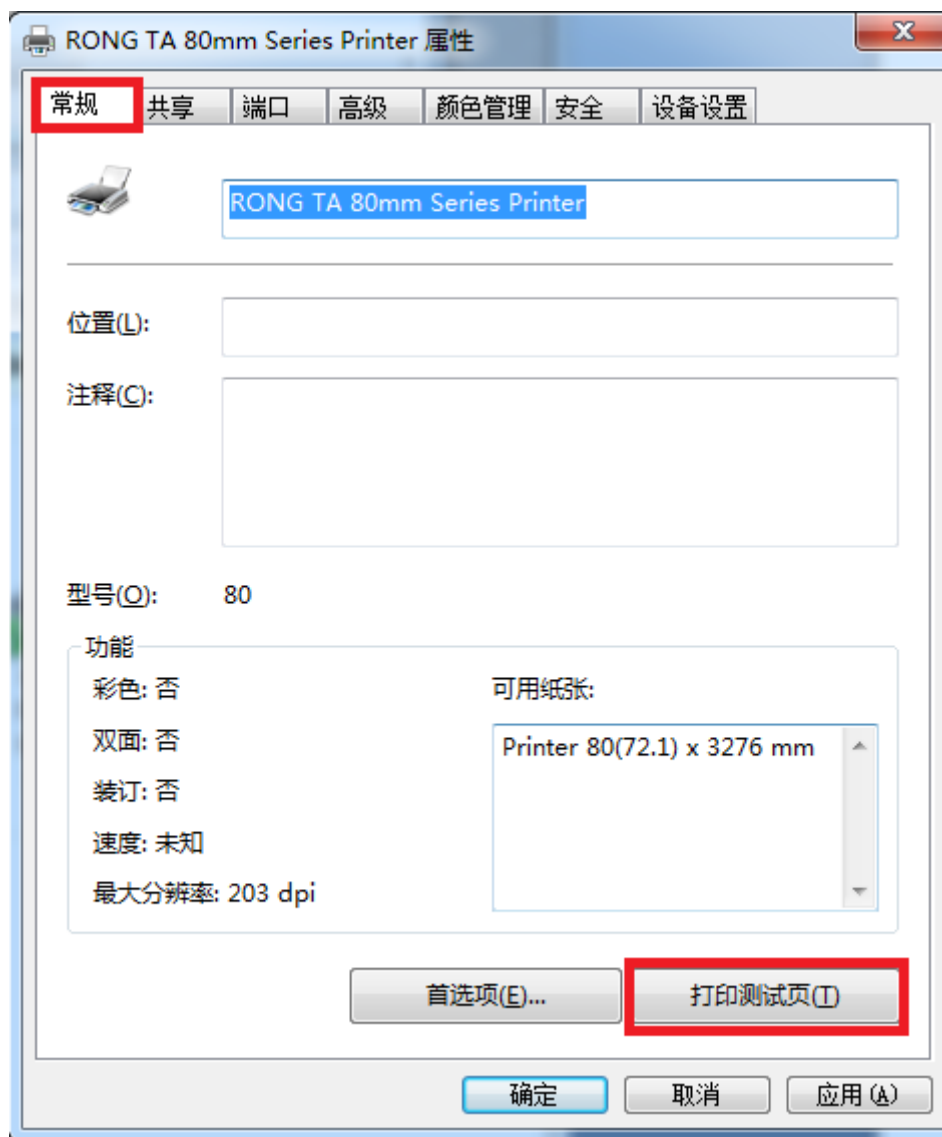 RONG TA 80mm Series Printer 属性
常规 共享 端口 高级 颜色管理 安全 设备设置
RONG TA 80mm Series Printer
位置(L):
注释(C):
型号(O): 80
功能
彩色: 否 可用纸张:
双面: 否 Printer 80(72.1) x 3276 mm
装订: 否
速度: 未知
最大分辨率: 203 dpi
首选项(E)... 打印测试页(T)
确定 取消 应用(A)